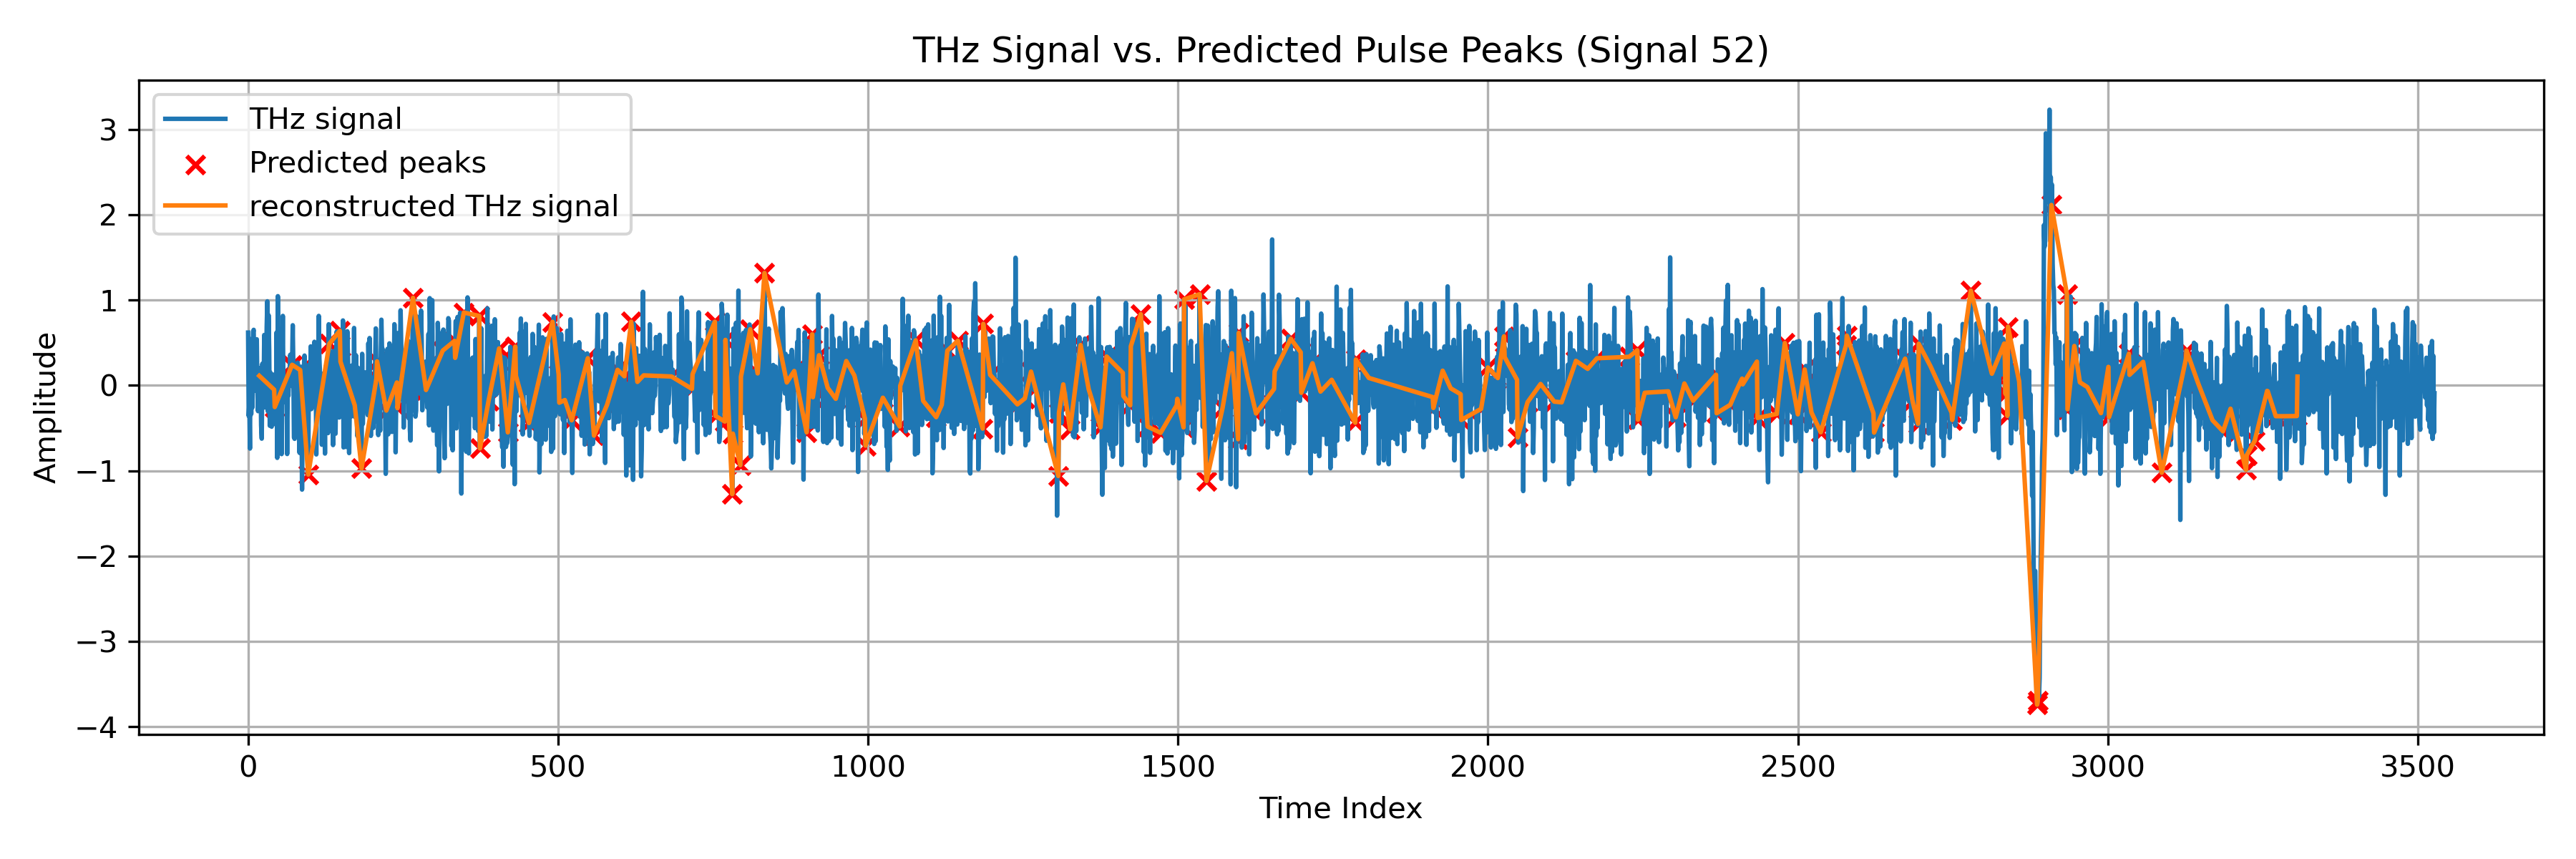 THz Signal vs. Predicted Pulse Peaks (Signal 52)
THz signal
Predicted peaks
reconstructed THz signal
Amplitude
3
2
1
0
−1
−2
−3
−4
0 500 1000 1500 2000 2500 3000 3500
Time Index